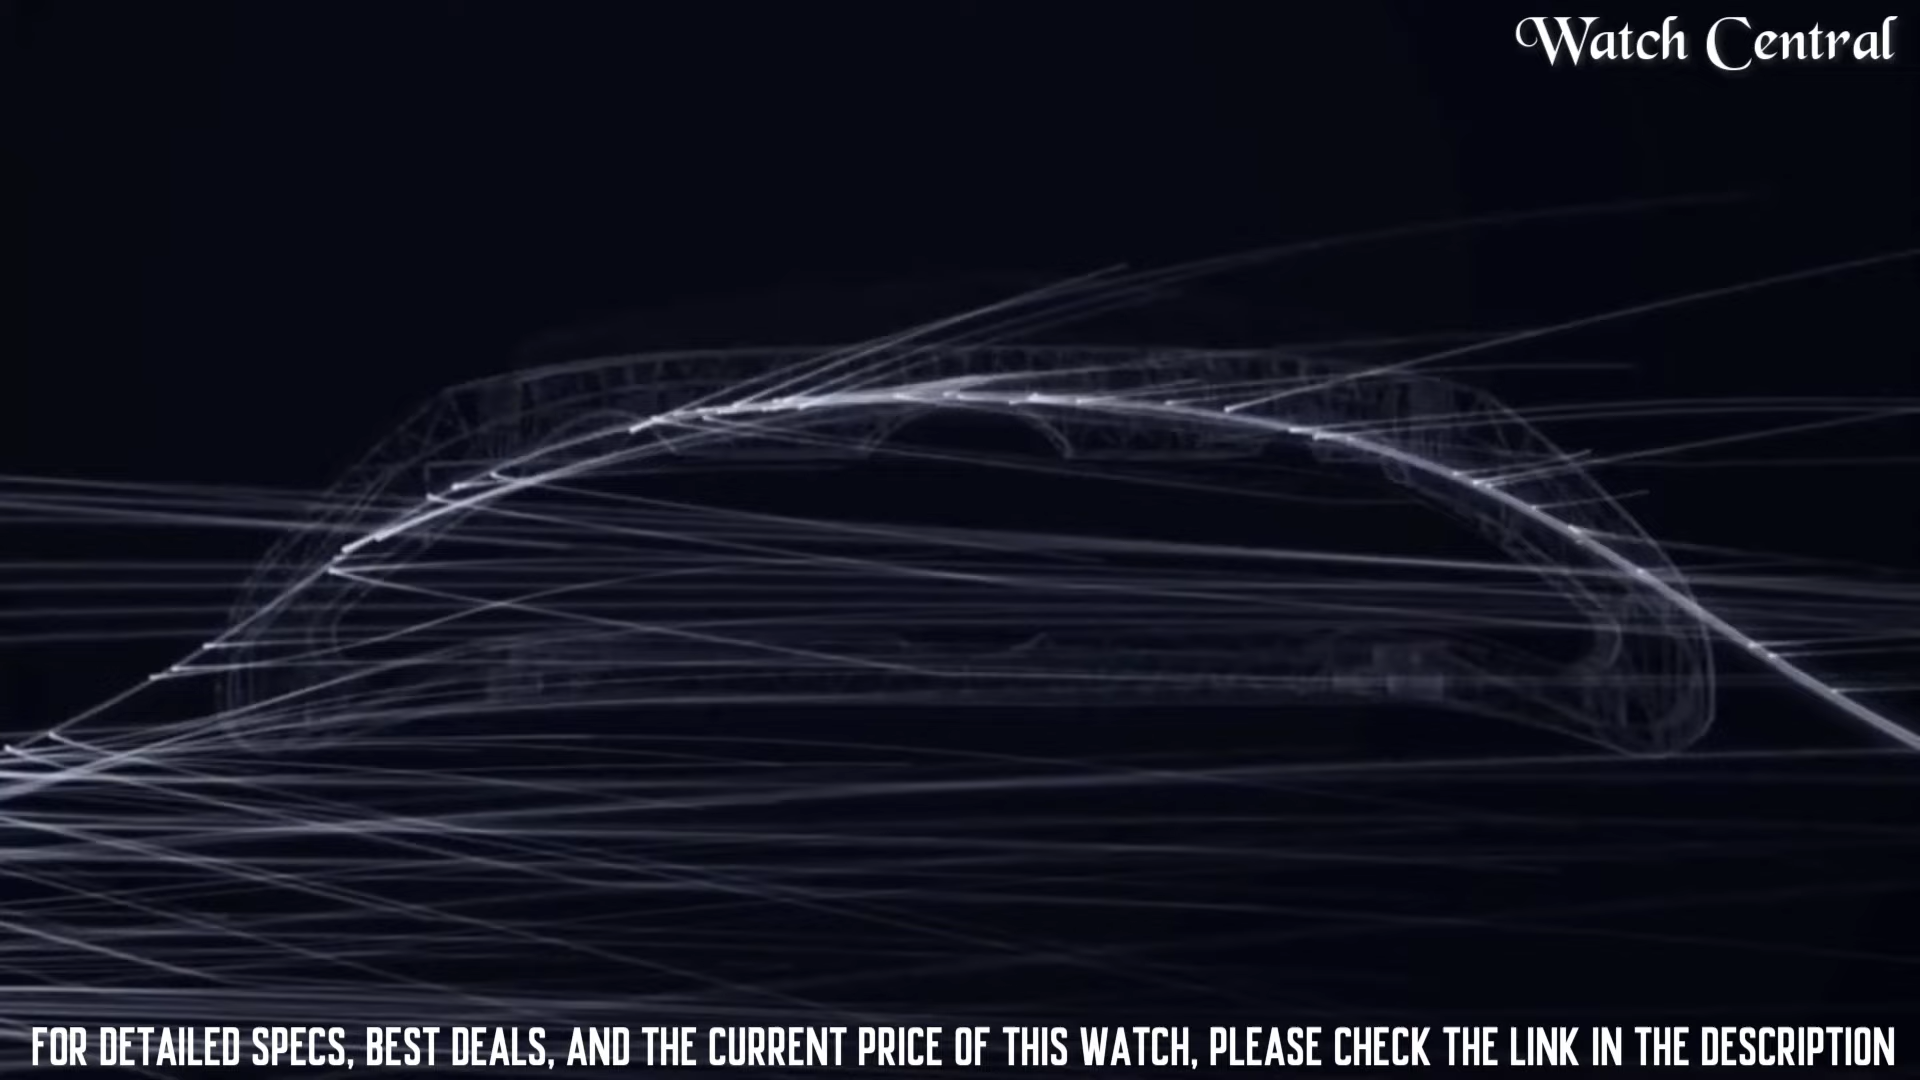 Watch Central
FOR DETAILED SPECS, BEST DEALS, AND THE CURRENT PRICE OF THIS WATCH, PLEASE CHECK THE LINK IN THE DESCRIPTION